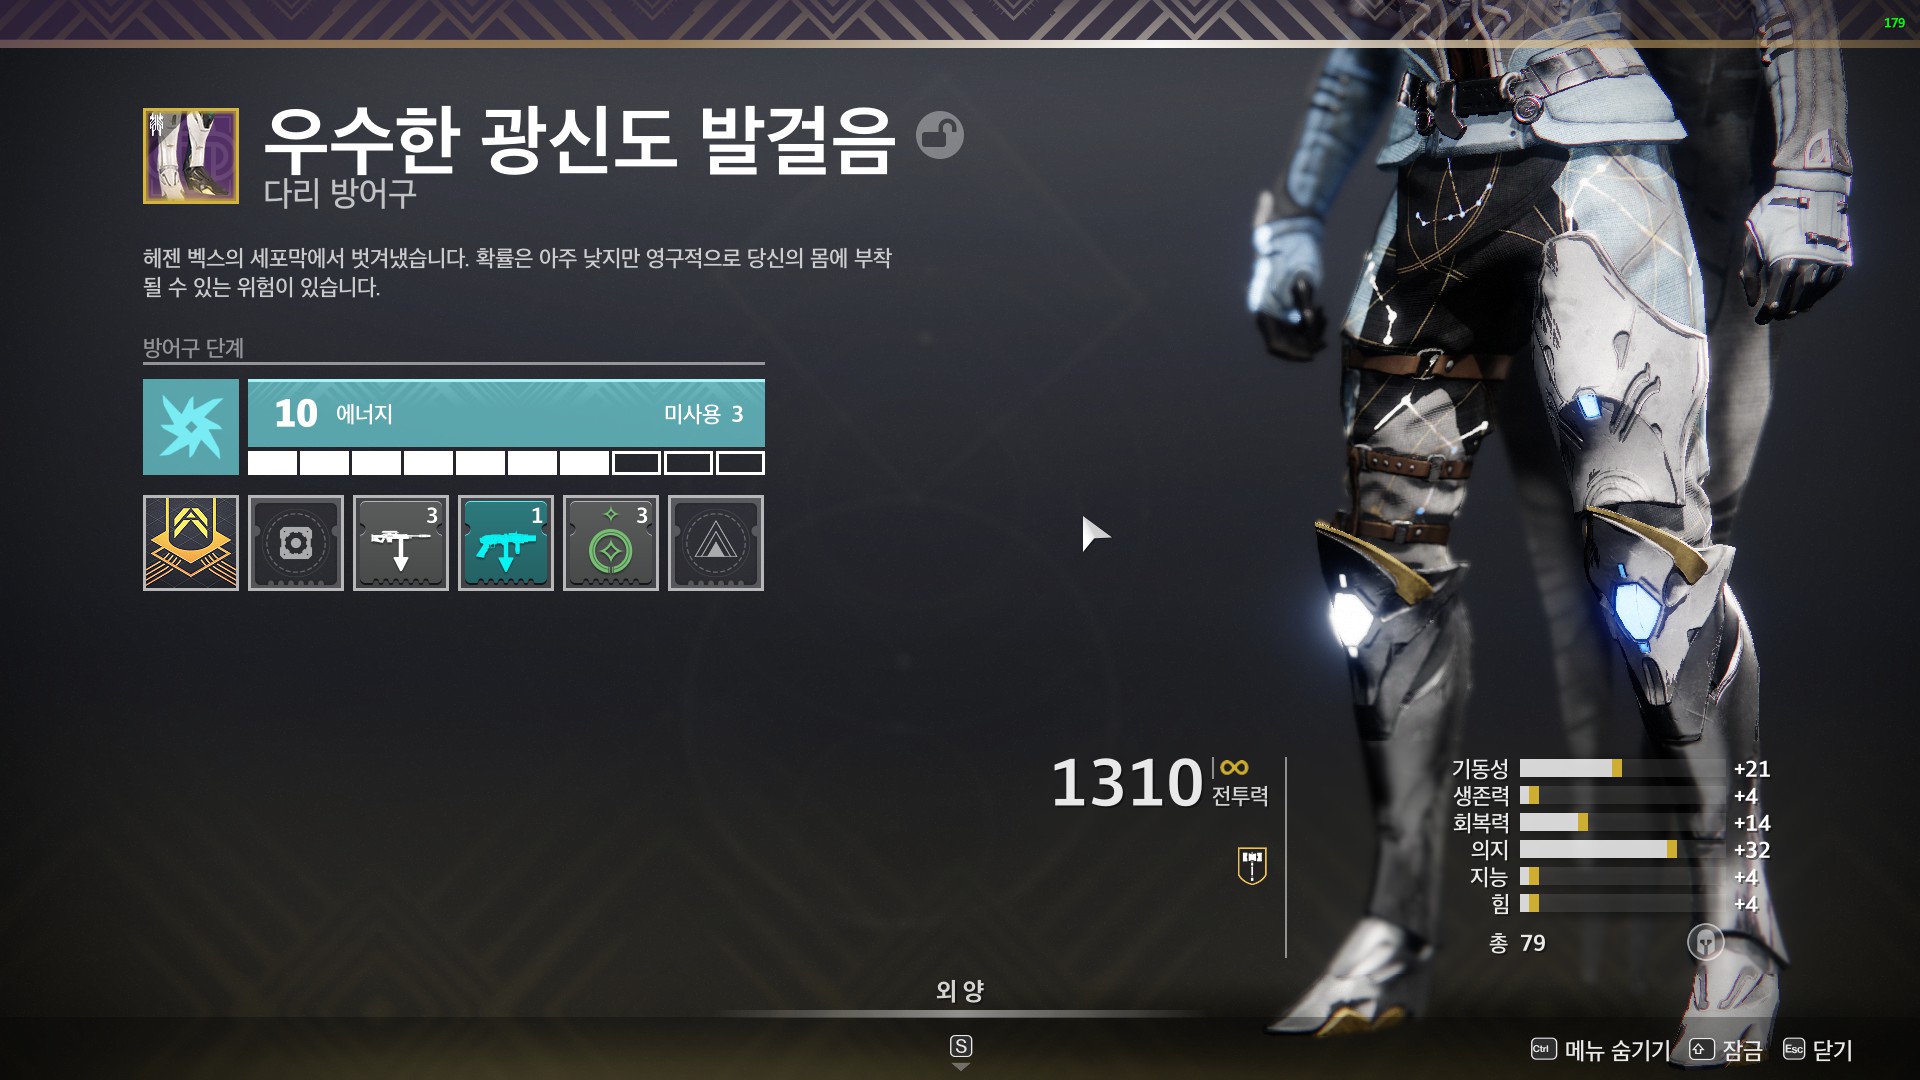 179
우수한 광신도 발걸음
다리 방어구
헤젠 벡스의 세포막에서 벗겨냈습니다. 확률은 아주 낮지만 영구적으로 당신의 몸에 부착
될 수 있는 위험이 있습니다.
방어구 단계
10 에너지 미사용 3
3 1 3
1310 전투력
기동성 +21
생존력 +4
회복력 +14
의지 +32
지능 +4
힘 +4
총 79
외양
S
Ctrl 메뉴 숨기기 잠금 Esc 닫기